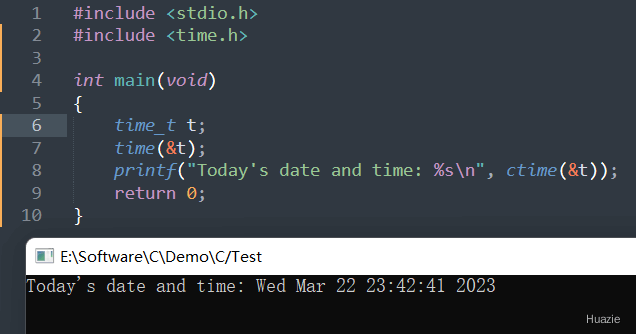 1 #include <stdio.h>
2 #include <time.h>
3
4 int main(void)
5 {
6     time_t t;
7     time(&t);
8     printf("Today's date and time: %s\n", ctime(&t));
9     return 0;
10 }
E:\Software\C\Demo\C/Test
Today's date and time: Wed Mar 22 23:42:41 2023
Huazie